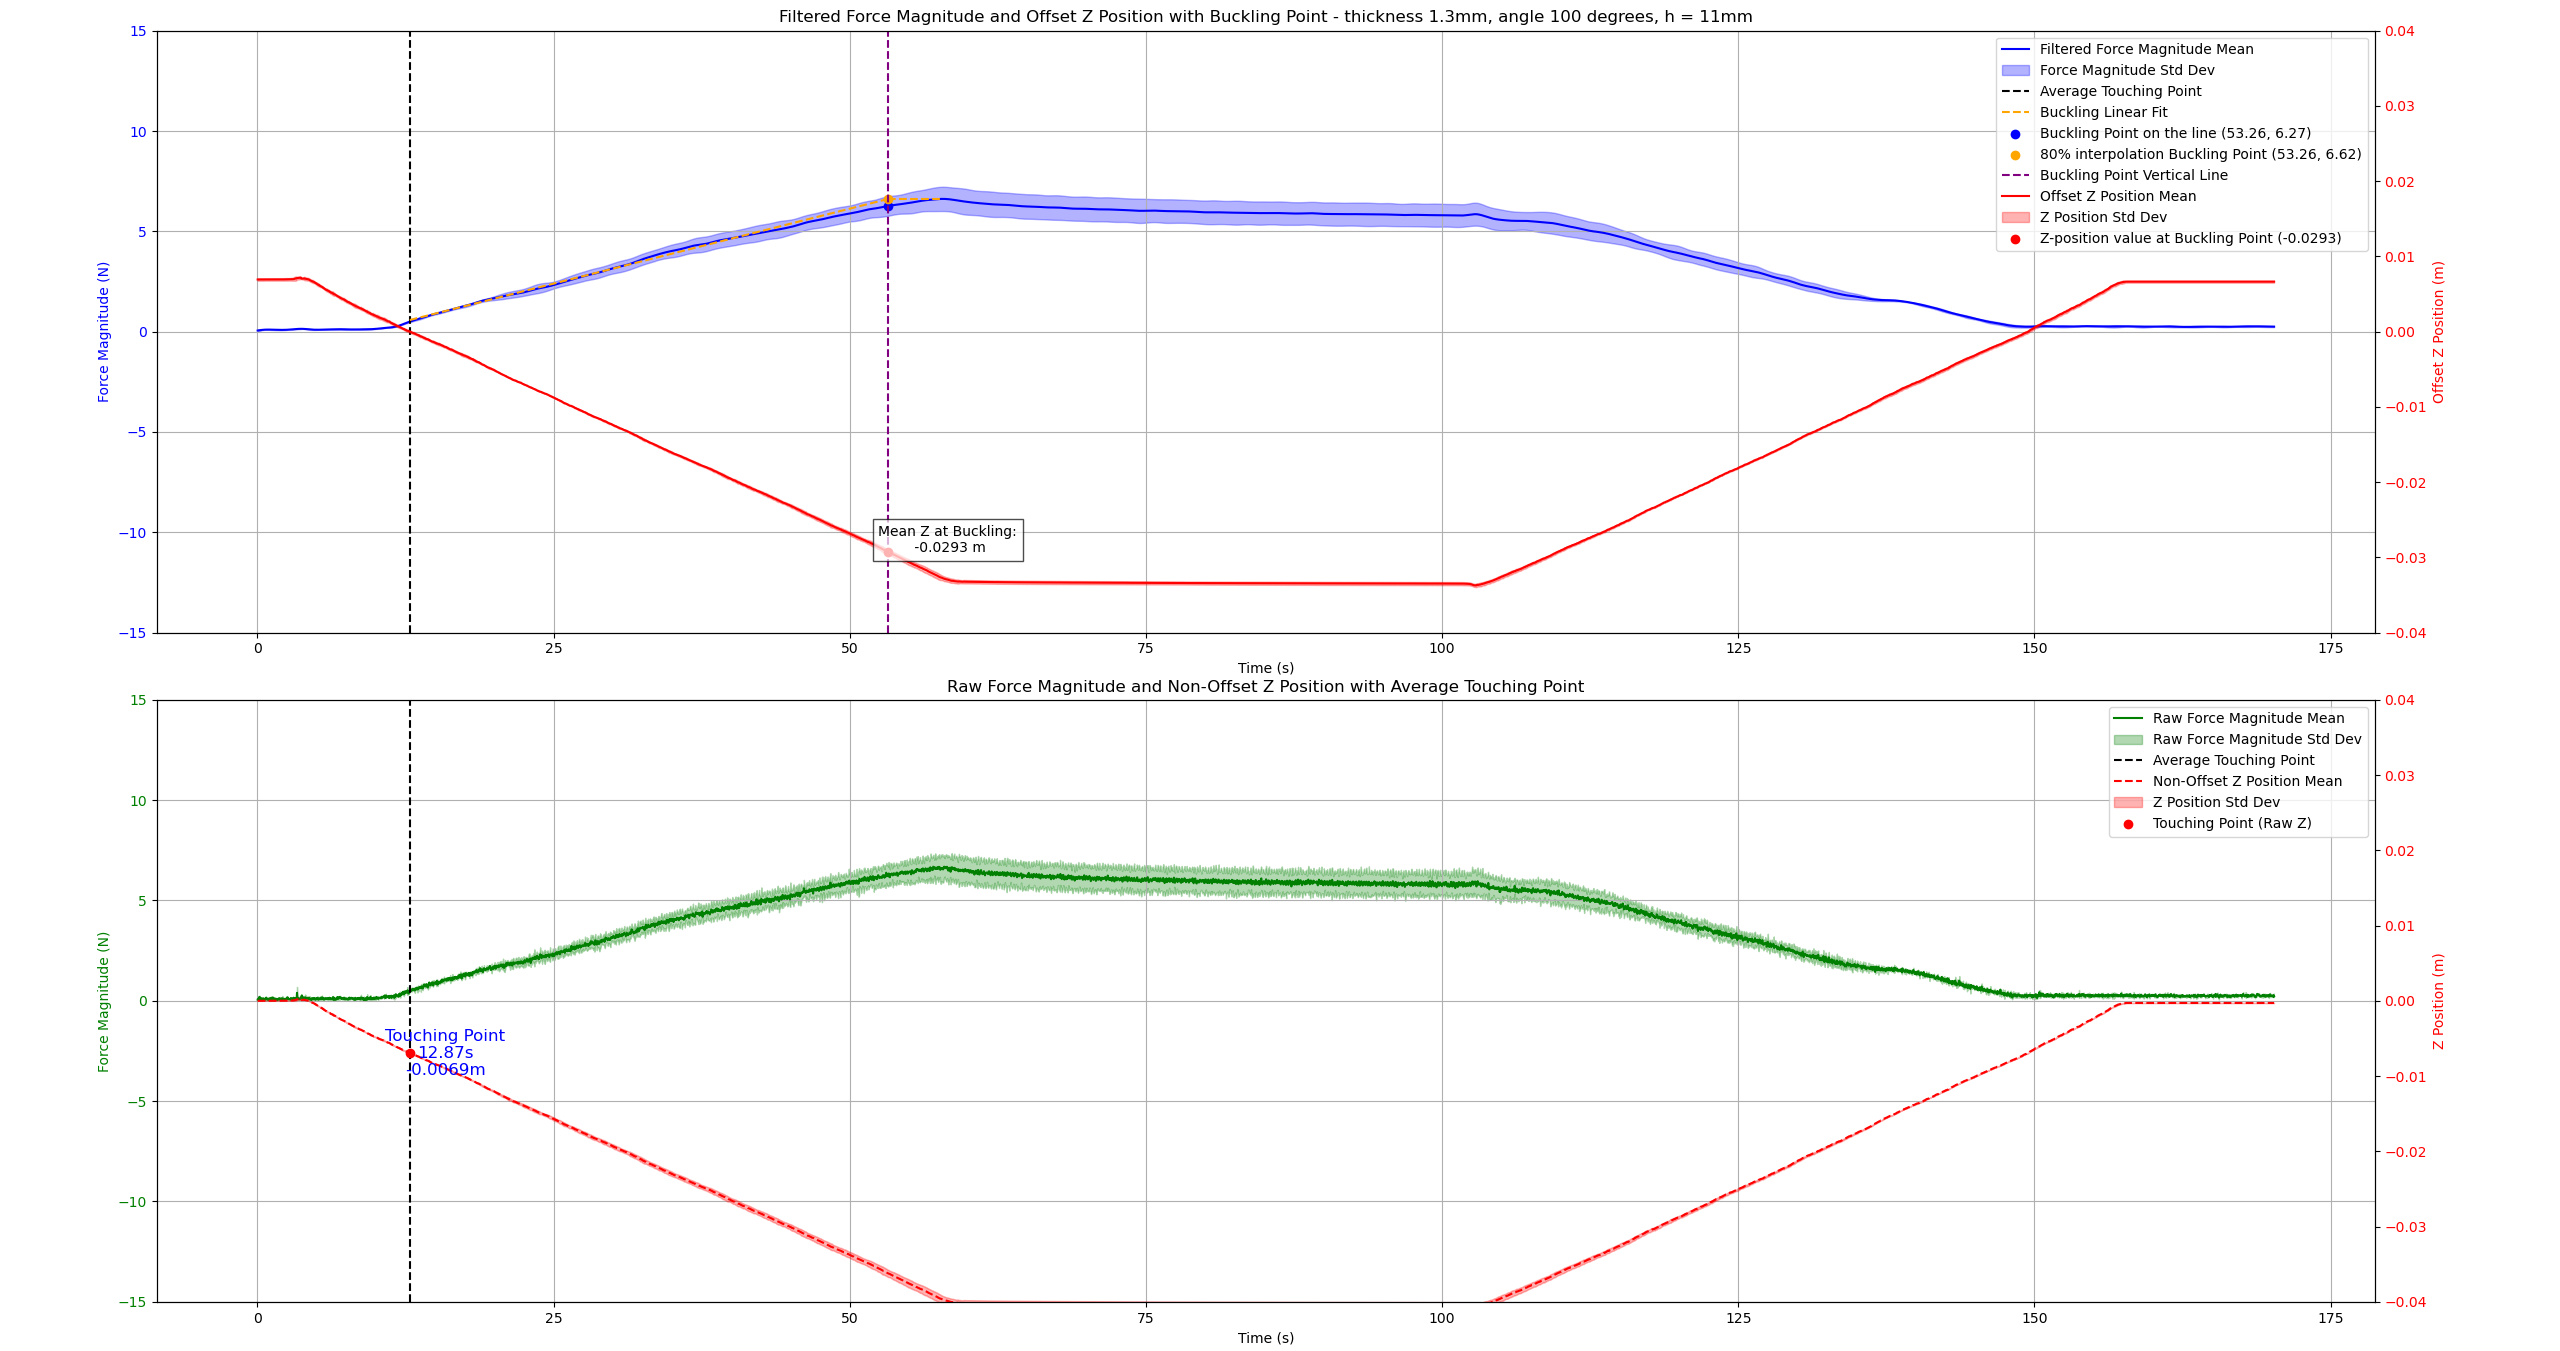 Filtered Force Magnitude and Offset Z Position with Buckling Point - thickness 1.3mm, angle 100 degrees, h = 11mm
15
10
5
0
−5
−10
−15
Force Magnitude (N)
0.04
0.03
0.02
0.01
0.00
−0.01
−0.02
−0.03
−0.04
Offset Z Position (m)
Filtered Force Magnitude Mean
Force Magnitude Std Dev
Average Touching Point
Buckling Linear Fit
Buckling Point on the line (53.26, 6.27)
80% interpolation Buckling Point (53.26, 6.62)
Buckling Point Vertical Line
Offset Z Position Mean
Z Position Std Dev
Z-position value at Buckling Point (-0.0293)
Mean Z at Buckling:
-0.0293 m
0 25 50 75 100 125 150 175
Time (s)
Raw Force Magnitude and Non-Offset Z Position with Average Touching Point
15
10
5
0
−5
−10
−15
Force Magnitude (N)
0.04
0.03
0.02
0.01
0.00
−0.01
−0.02
−0.03
−0.04
Z Position (m)
Raw Force Magnitude Mean
Raw Force Magnitude Std Dev
Average Touching Point
Non-Offset Z Position Mean
Z Position Std Dev
Touching Point (Raw Z)
Touching Point
12.87s
-0.0069m
0 25 50 75 100 125 150 175
Time (s)